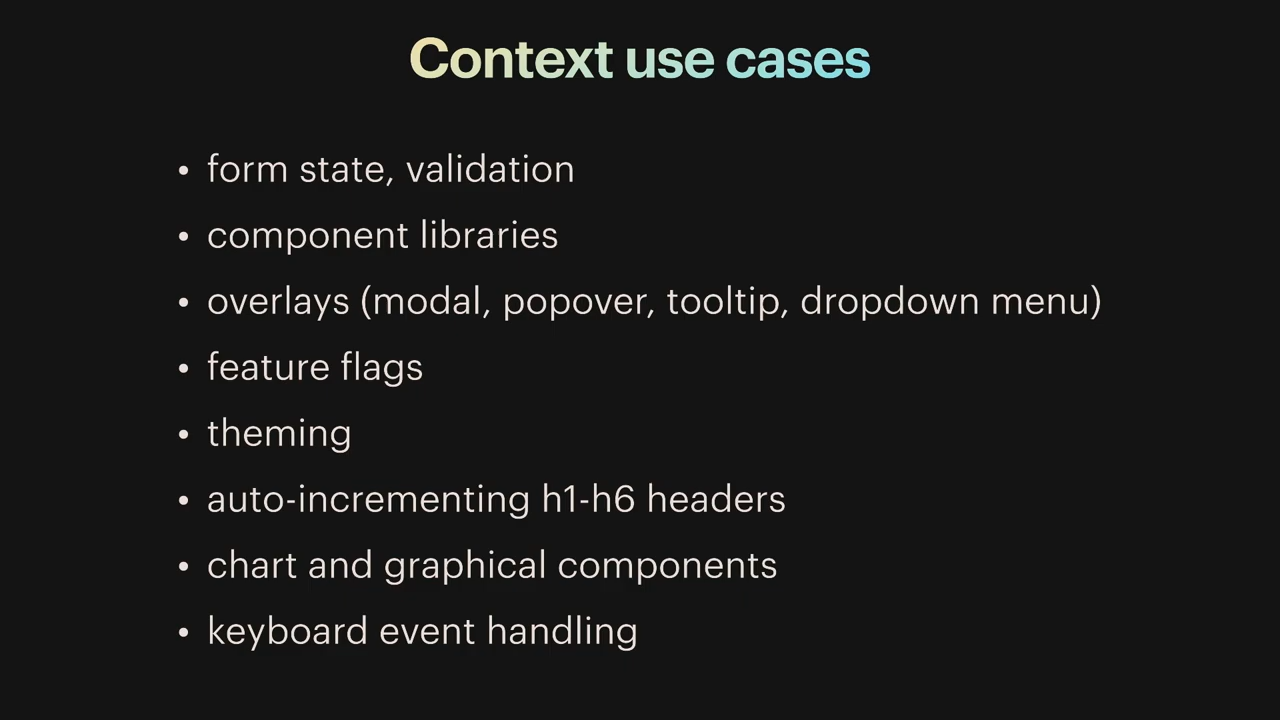 Context use cases
• form state, validation
• component libraries
• overlays (modal, popover, tooltip, dropdown menu)
• feature flags
• theming
• auto-incrementing h1-h6 headers
• chart and graphical components
• keyboard event handling